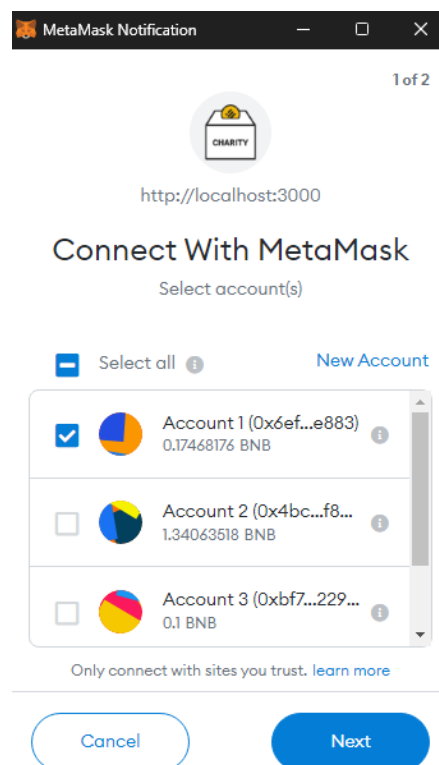 MetaMask Notification
1 of 2
CHARITY
http://localhost:3000
Connect With MetaMask
Select account(s)
Select all
New Account
Account 1 (0x6ef...e883)
0.17468176 BNB
Account 2 (0x4bc...f8...
1.34063518 BNB
Account 3 (0xbf7...229...
0.1 BNB
Only connect with sites you trust. learn more
Cancel
Next